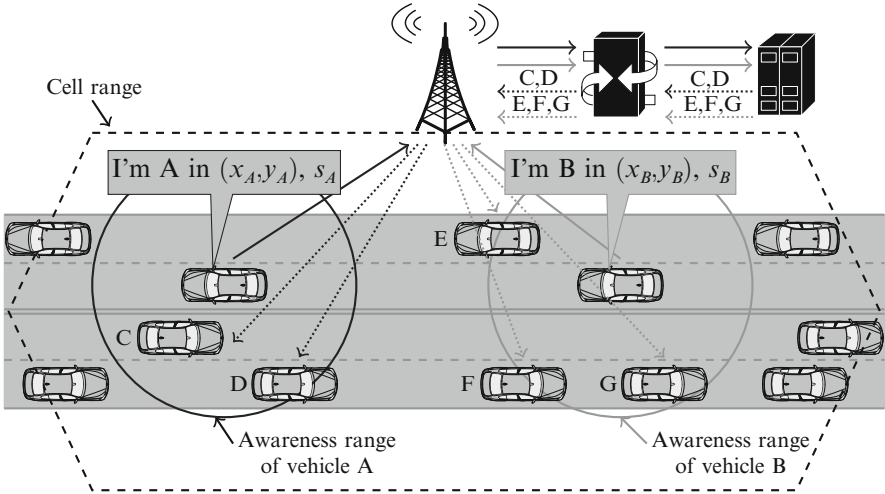 Cell range
C,D
E,F,G
C,D
E,F,G
I'm A in (x_A,y_A), s_A
I'm B in (x_B,y_B), s_B
E
C
D
F
G
Awareness range
of vehicle A
Awareness range
of vehicle B